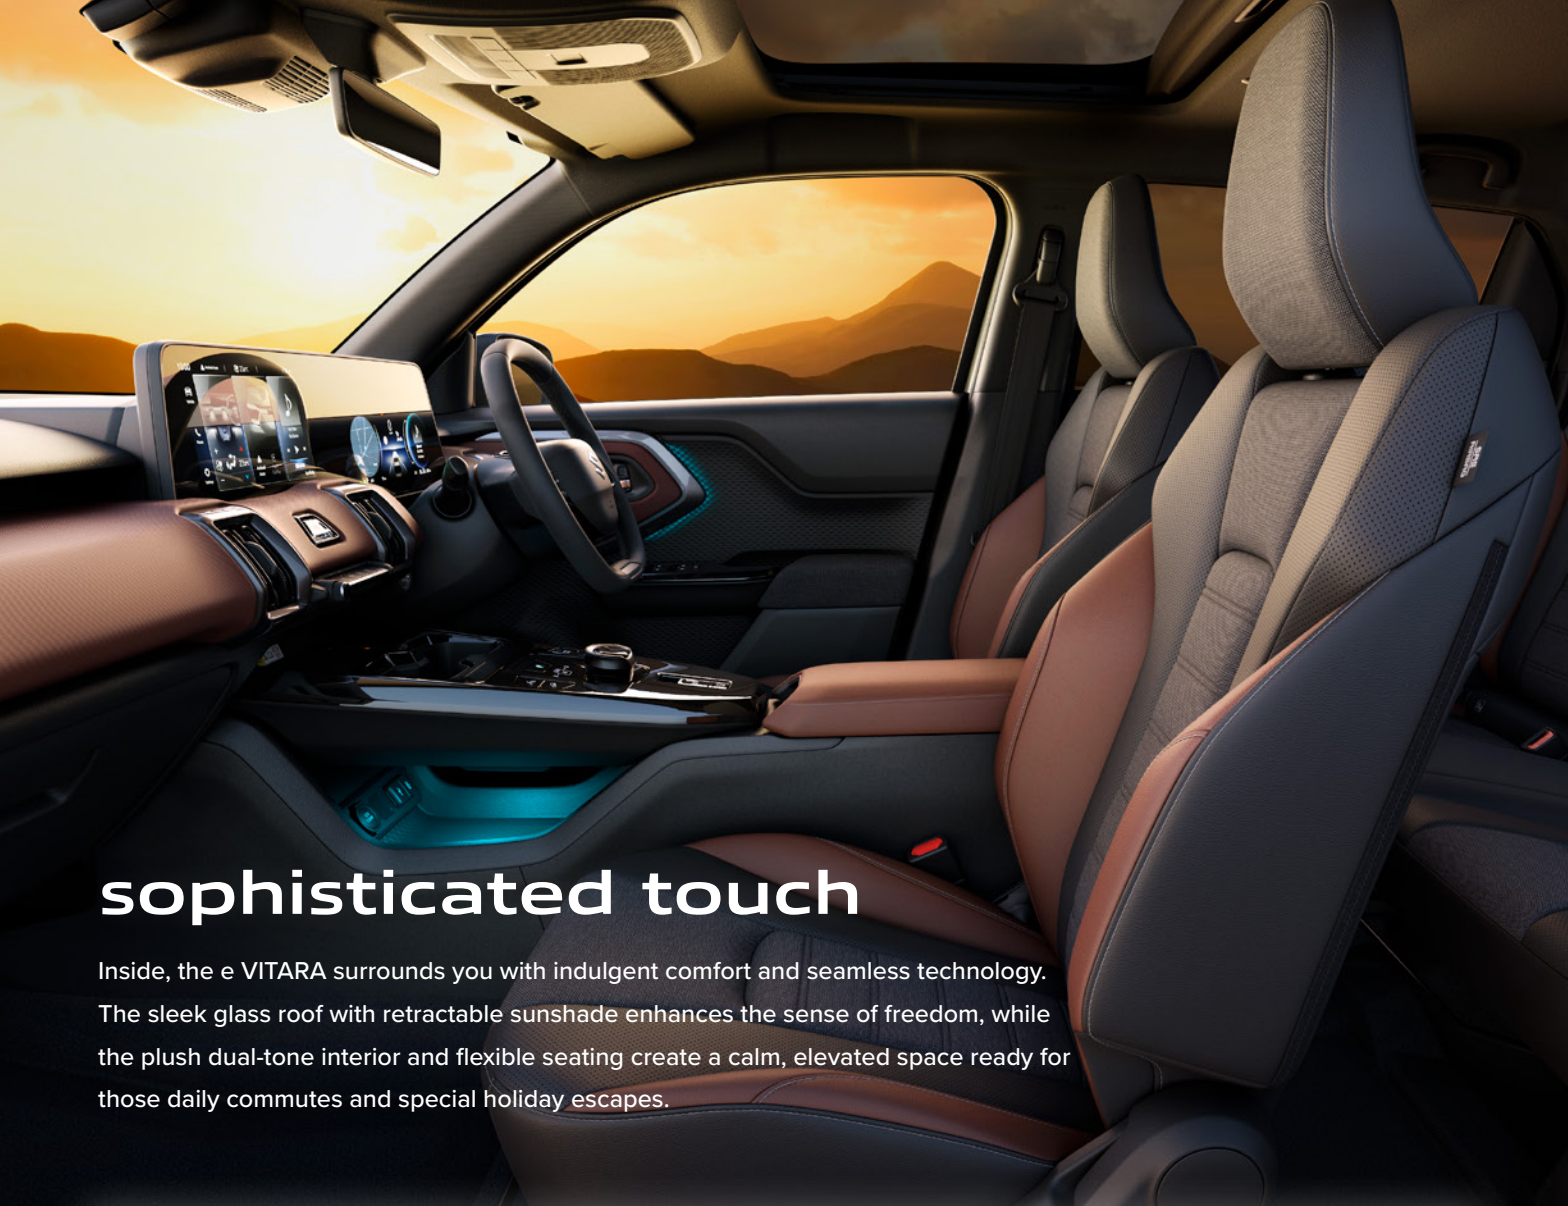 sophisticated touch
Inside, the e VITARA surrounds you with indulgent comfort and seamless technology.
The sleek glass roof with retractable sunshade enhances the sense of freedom, while
the plush dual-tone interior and flexible seating create a calm, elevated space ready for
those daily commutes and special holiday escapes.